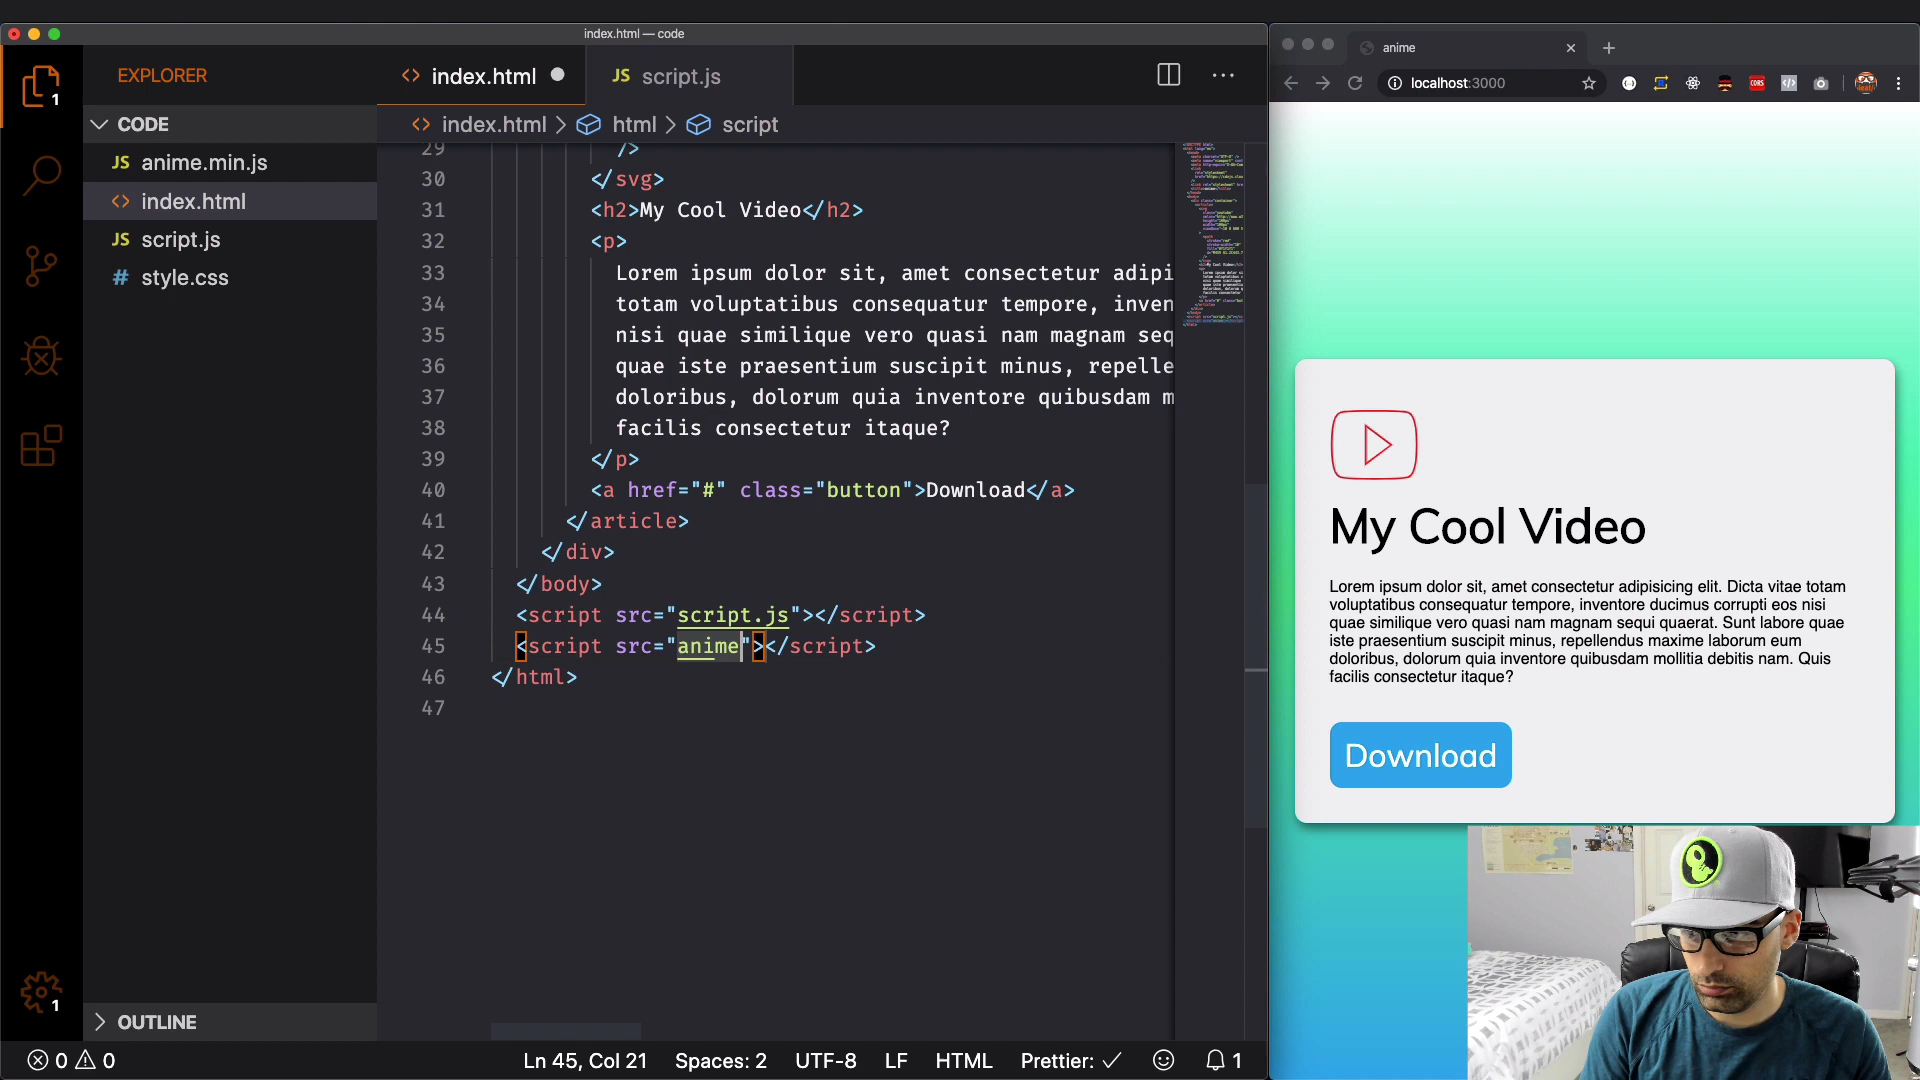 index.html — code
EXPLORER
CODE
JS anime.min.js
<> index.html
JS script.js
# style.css
OUTLINE
1
1
<> index.html
JS script.js
<> index.html > html > script
29 />
30 </svg>
31 <h2>My Cool Video</h2>
32 <p>
33 Lorem ipsum dolor sit, amet consectetur adipi
34 totam voluptatibus consequatur tempore, inven
35 nisi quae similique vero quasi nam magnam seq
36 quae iste praesentium suscipit minus, repelle
37 doloribus, dolorum quia inventore quibusdam m
38 facilis consectetur itaque?
39 </p>
40 <a href="#" class="button">Download</a>
41 </article>
42 </div>
43 </body>
44 <script src="script.js"></script>
45 <script src="anime"></script>
46 </html>
47
0 0
Ln 45, Col 21 Spaces: 2 UTF-8 LF HTML Prettier: ✓ 1
anime
localhost:3000
CORS
My Cool Video
Lorem ipsum dolor sit, amet consectetur adipisicing elit. Dicta vitae totam
voluptatibus consequatur tempore, inventore ducimus corrupti eos nisi
quae similique vero quasi nam magnam sequi quaerat. Sunt labore quae
iste praesentium suscipit minus, repellendus maxime laborum eum
doloribus, dolorum quia inventore quibusdam mollitia debitis nam. Quis
facilis consectetur itaque?
Download